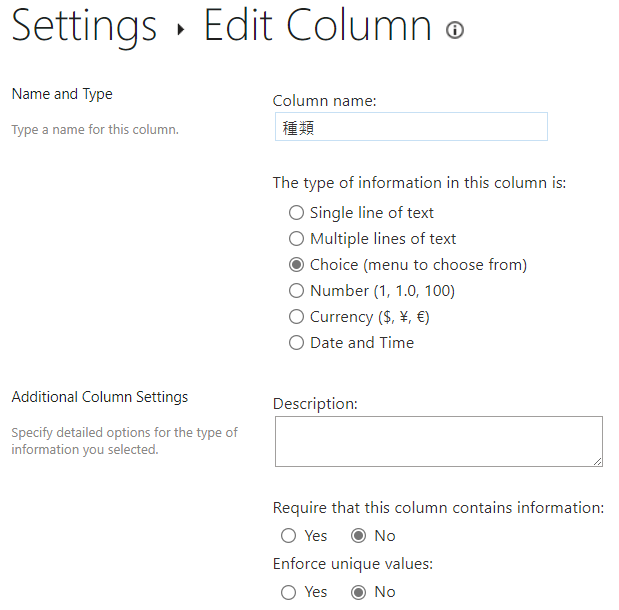 Settings ▸ Edit Column
Name and Type
Type a name for this column.
Column name:
種類
The type of information in this column is:
Single line of text
Multiple lines of text
Choice (menu to choose from)
Number (1, 1.0, 100)
Currency ($, ¥, €)
Date and Time
Additional Column Settings
Specify detailed options for the type of
information you selected.
Description:
Require that this column contains information:
Yes No
Enforce unique values:
Yes No